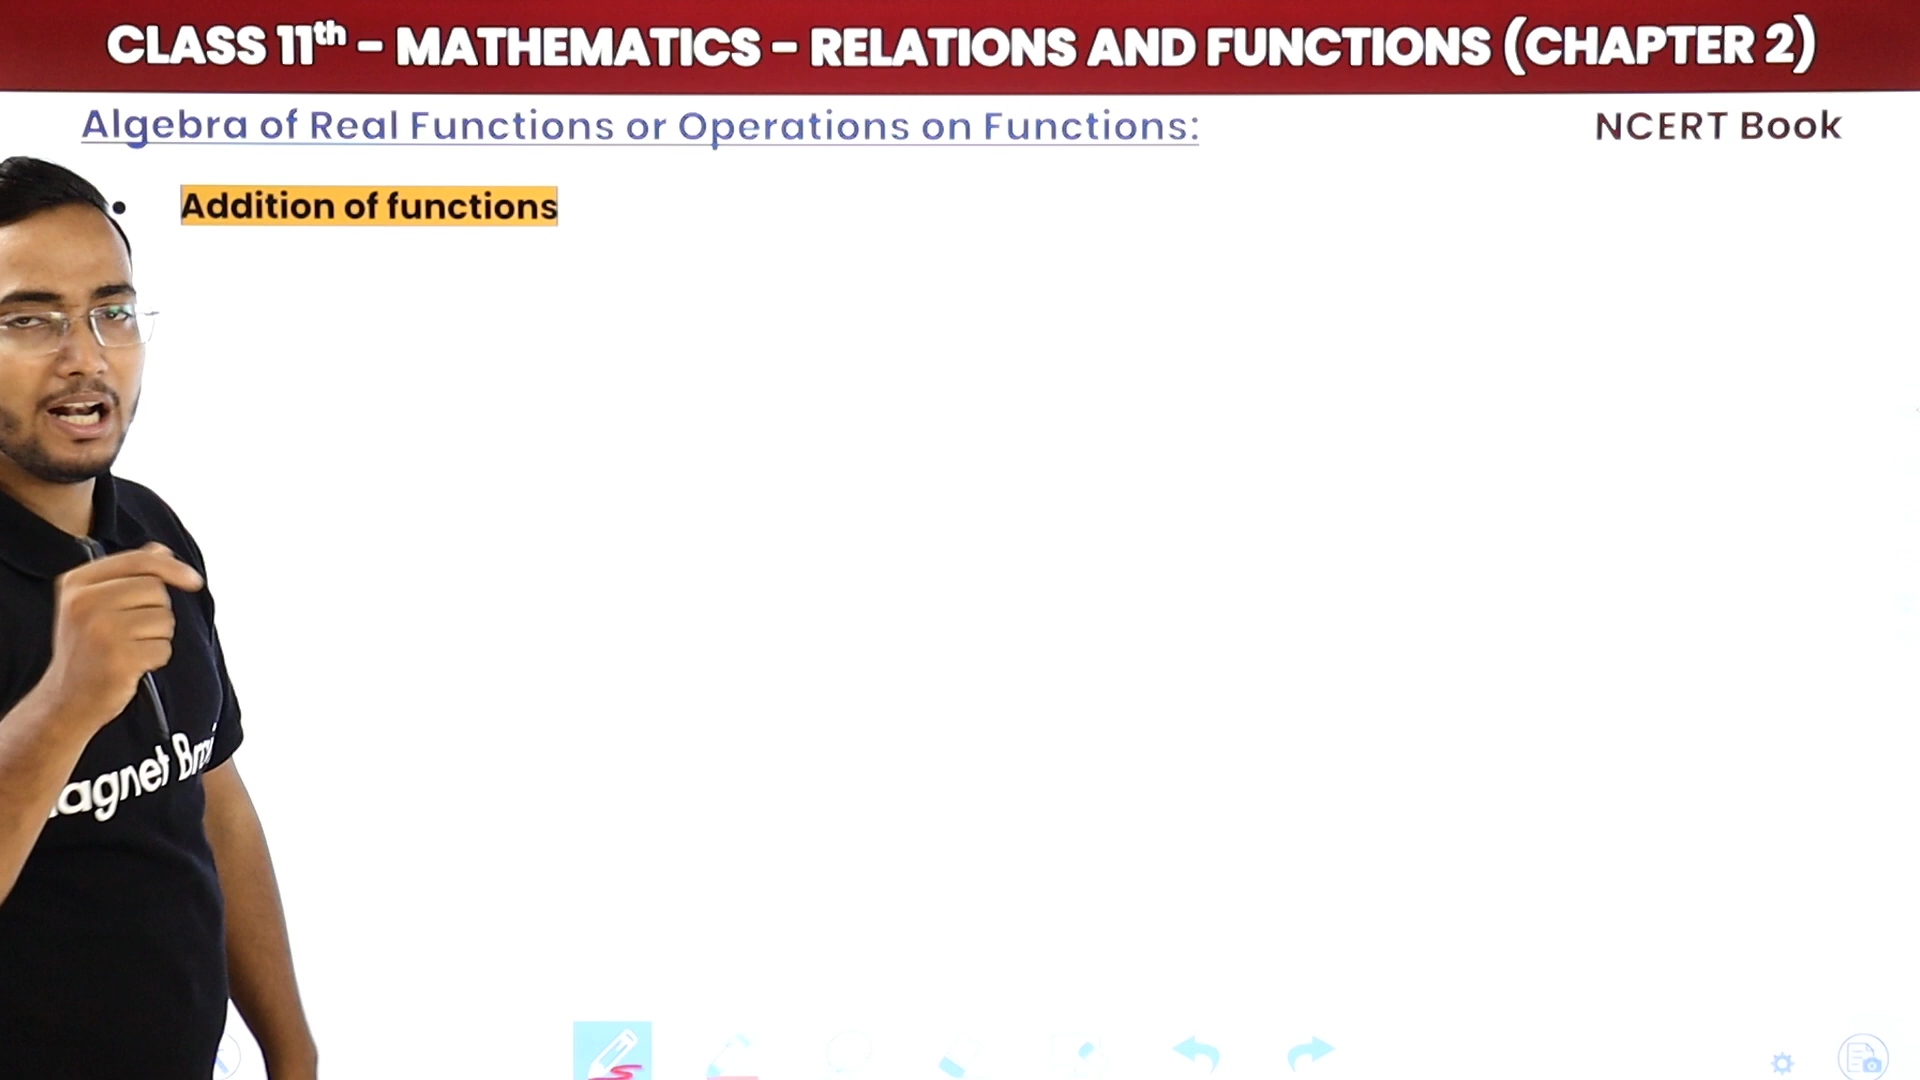 CLASS 11th - MATHEMATICS - RELATIONS AND FUNCTIONS (CHAPTER 2)
Algebra of Real Functions or Operations on Functions:
NCERT Book
• Addition of functions
agnet Br